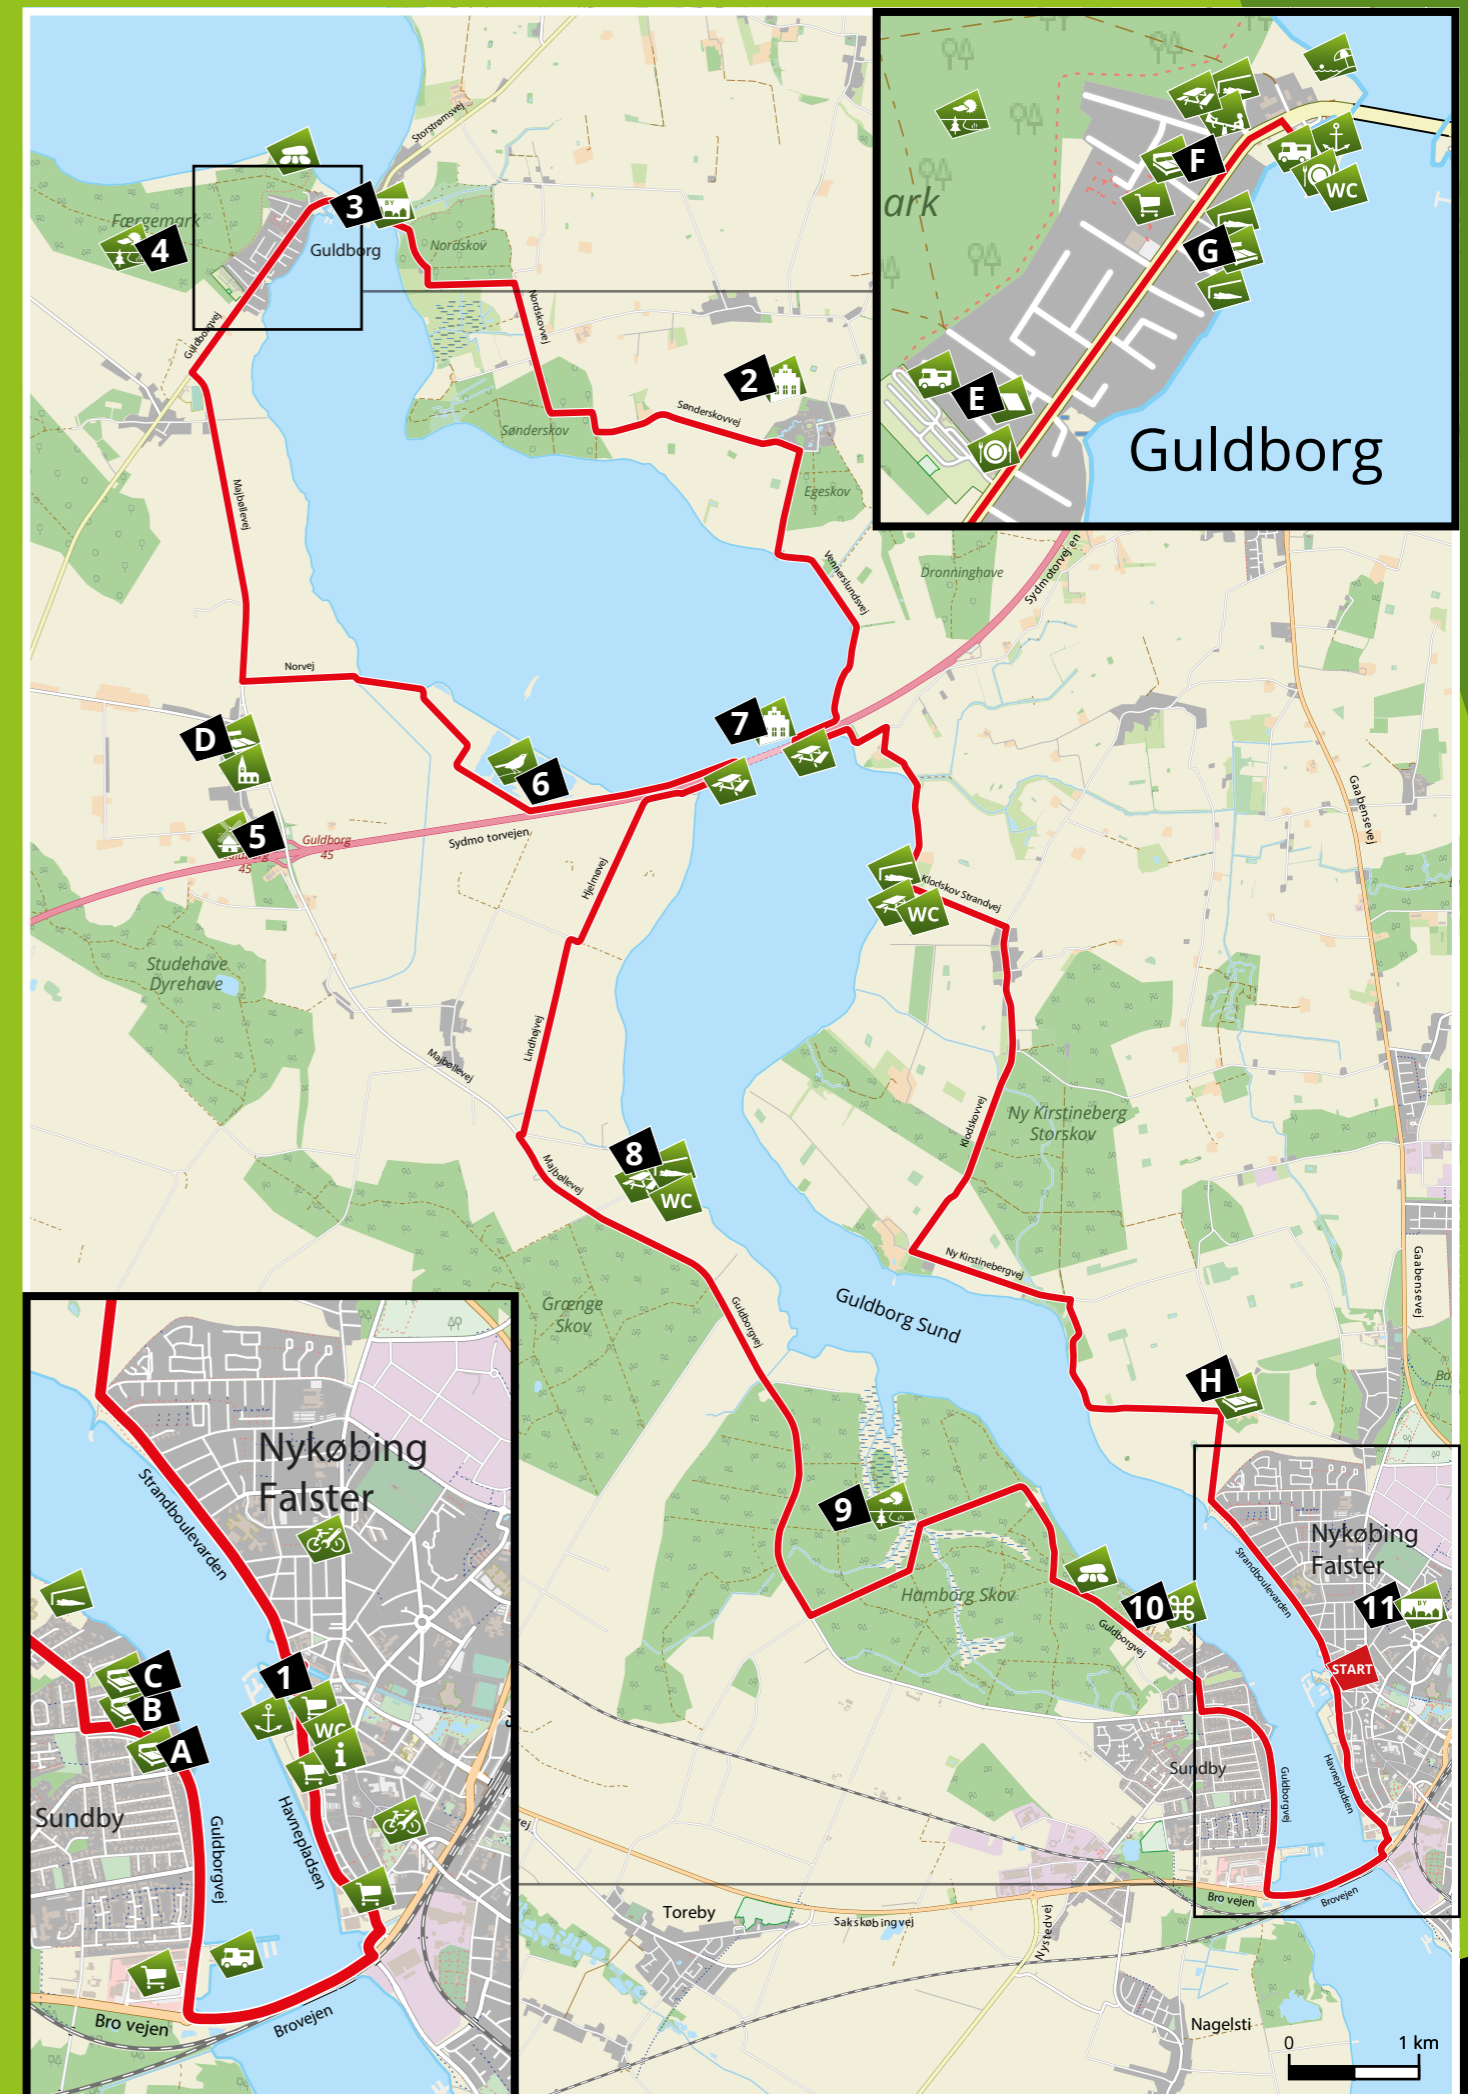 Storstrømsvej
Færgemark
4
3
BY
Guldborg
Nordskov
Guldborgvej
Nordskovvej
2
Sønderskovvej
Sønderskov
Egeskov
Majbøllevej
Vennerslundsvej
Dronninghave
Sydmotorvejen
ark
F
WC
G
E
Guldborg
Norvej
D
7
6
5
Guldborg
45
45
Sydmo torvejen
Gaabensevej
Hjelmøvej
Klodskov Strandvej
WC
Studehave
Dyrehave
Lindhøjvej
Majbøllevej
Klodskovvej
Ny Kirstineberg
Storskov
8
WC
Majbøllevej
Ny Kirstinebergvej
Gaabensevej
Grænge
Skov
Guldborgvej
Guldborg Sund
H
9
Hamborg Skov
10
Guldborgvej
Nykøbing
Falster
Strandboulevarden
11
BY
START
Sundby
Guldborgvej
Havnepladsen
Bro vejen
Brovejen
Toreby
Sakskøbingvej
Nystedvej
Nagelsti
0
1 km
Nykøbing
Falster
Strandboulevarden
1
WC
i
C
B
A
Sundby
Guldborgvej
Havnepladsen
Bro vejen
Brovejen